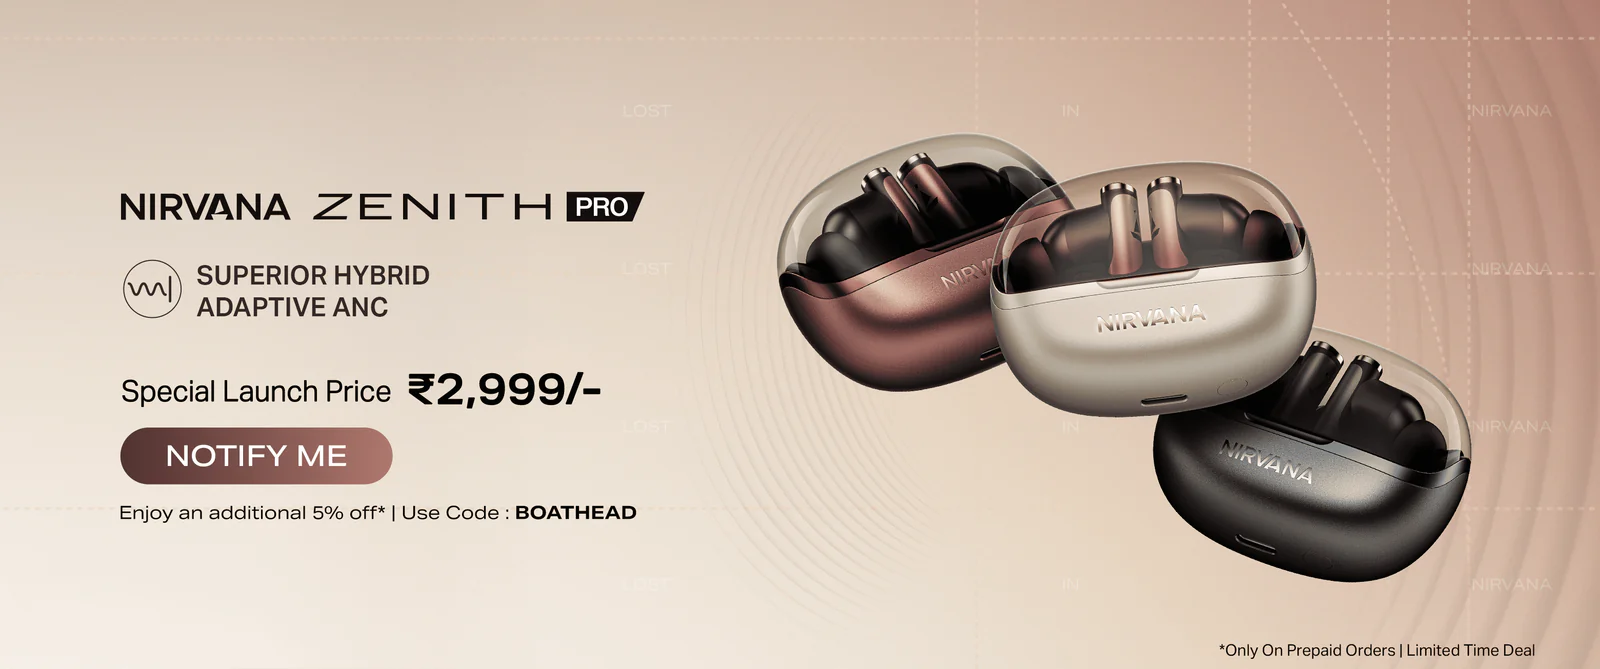 LOST IN NIRVANA
NIRVANA ZENITH PRO
SUPERIOR HYBRID
ADAPTIVE ANC
LOST NIRVANA
Special Launch Price ₹2,999/-
NOTIFY ME
LOST IN NIRVANA
Enjoy an additional 5% off* | Use Code : BOATHEAD
NIRV
NIRVANA
NIRVANA
LOST IN NIRVANA
*Only On Prepaid Orders | Limited Time Deal